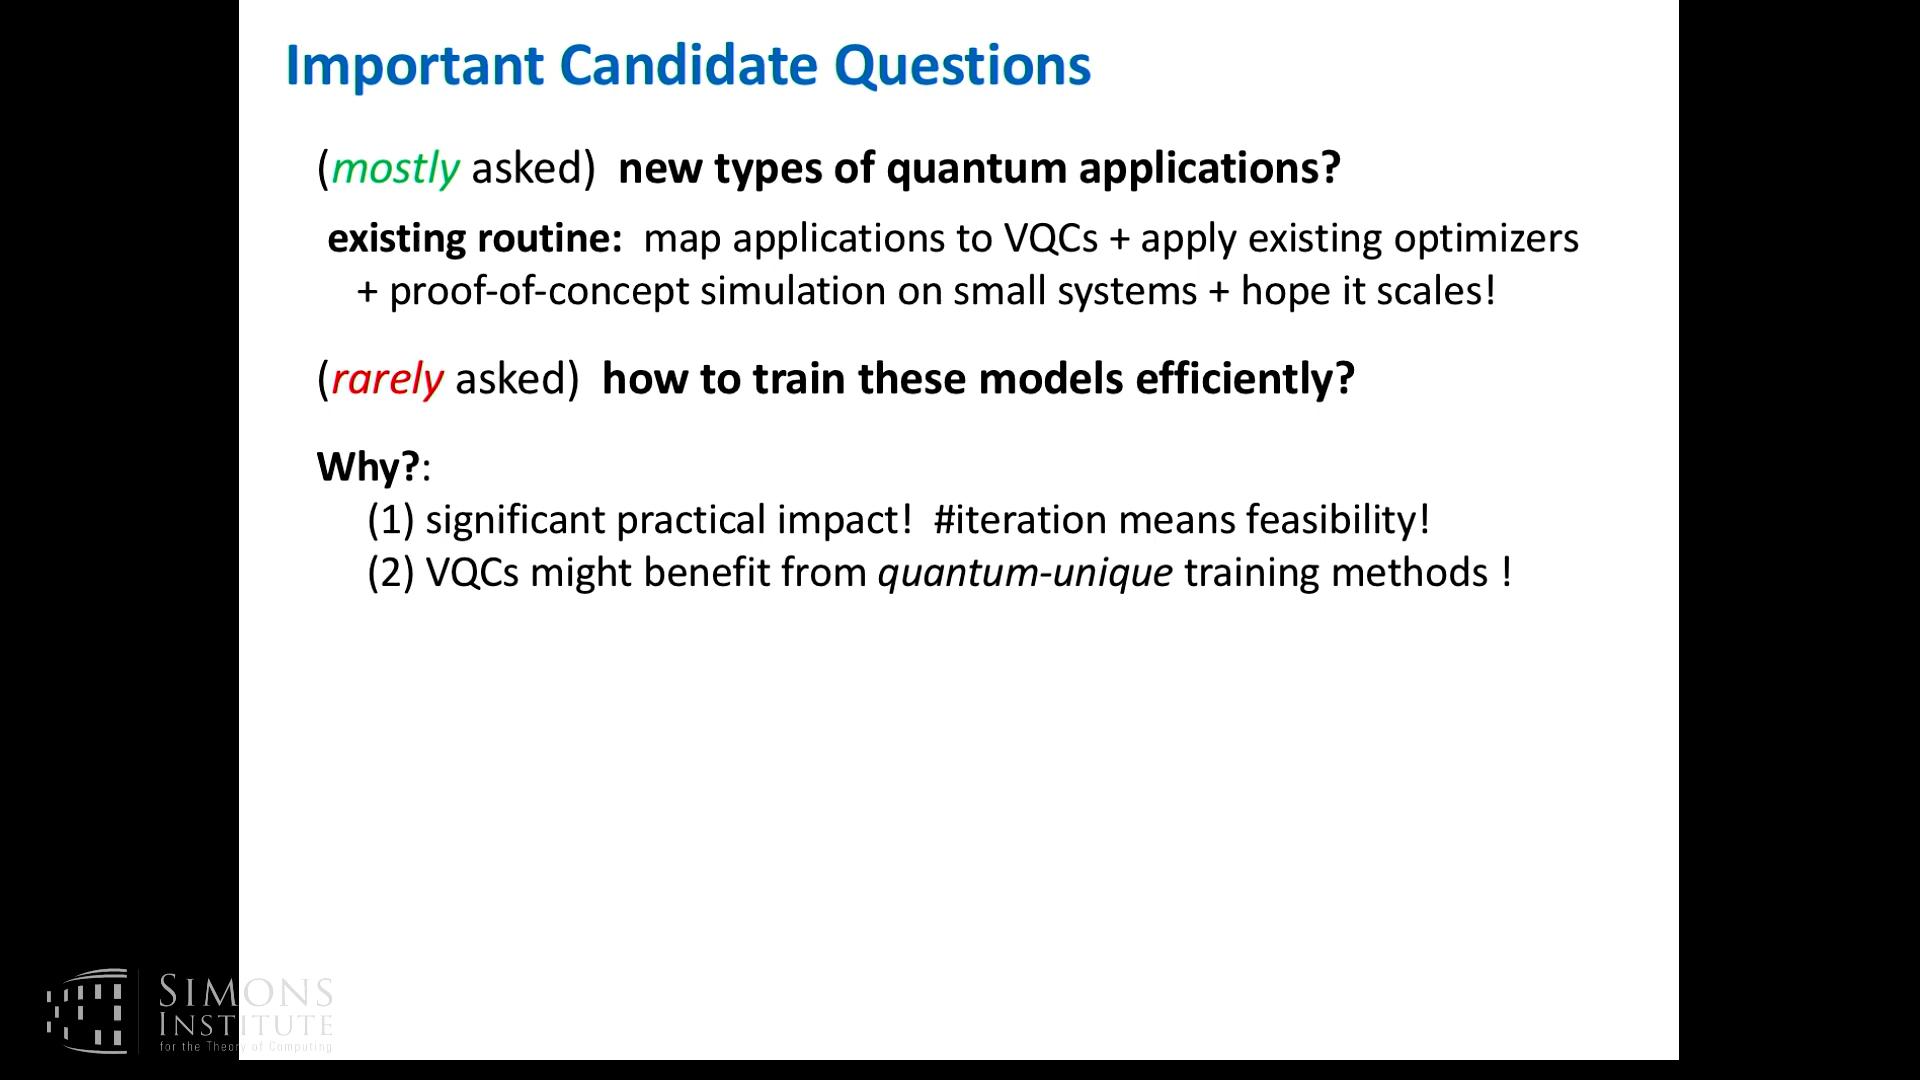 Important Candidate Questions
(mostly asked) new types of quantum applications?
existing routine: map applications to VQCs + apply existing optimizers
+ proof-of-concept simulation on small systems + hope it scales!
(rarely asked) how to train these models efficiently?
Why?:
(1) significant practical impact! #iteration means feasibility!
(2) VQCs might benefit from quantum-unique training methods !
SIMONS
INSTITUTE
for the Theory of Computing